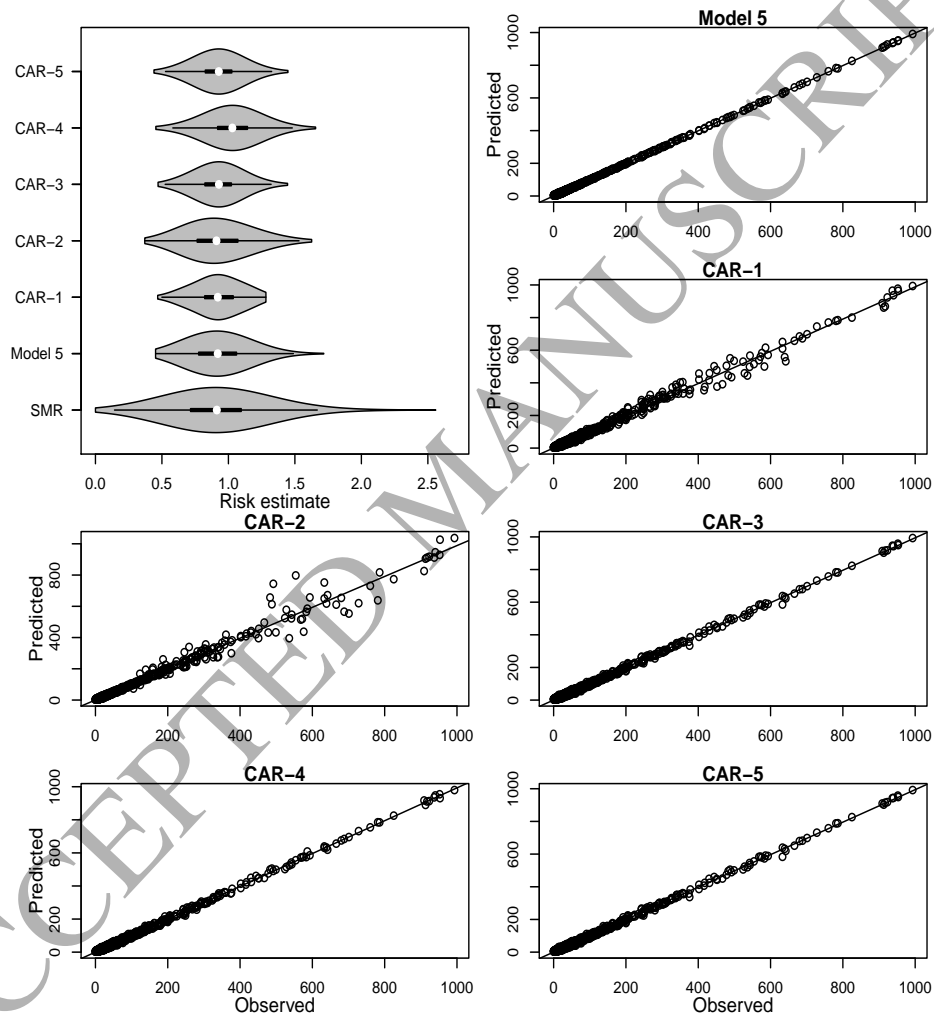 CAR−5
CAR−4
CAR−3
CAR−2
CAR−1
Model 5
SMR
0.0 0.5 1.0 1.5 2.0 2.5
Risk estimate
Model 5
Predicted
0 200 600 1000
0 200 400 600 800 1000
CAR−1
Predicted
0 200 600 1000
0 200 400 600 800 1000
CAR−2
Predicted
0 400 800
0 200 400 600 800 1000
CAR−3
Predicted
0 200 600 1000
0 200 400 600 800 1000
CAR−4
Predicted
0 200 600 1000
0 200 400 600 800 1000
Observed
CAR−5
Predicted
0 200 600 1000
0 200 400 600 800 1000
Observed
CCEPTED MANUSCRIP